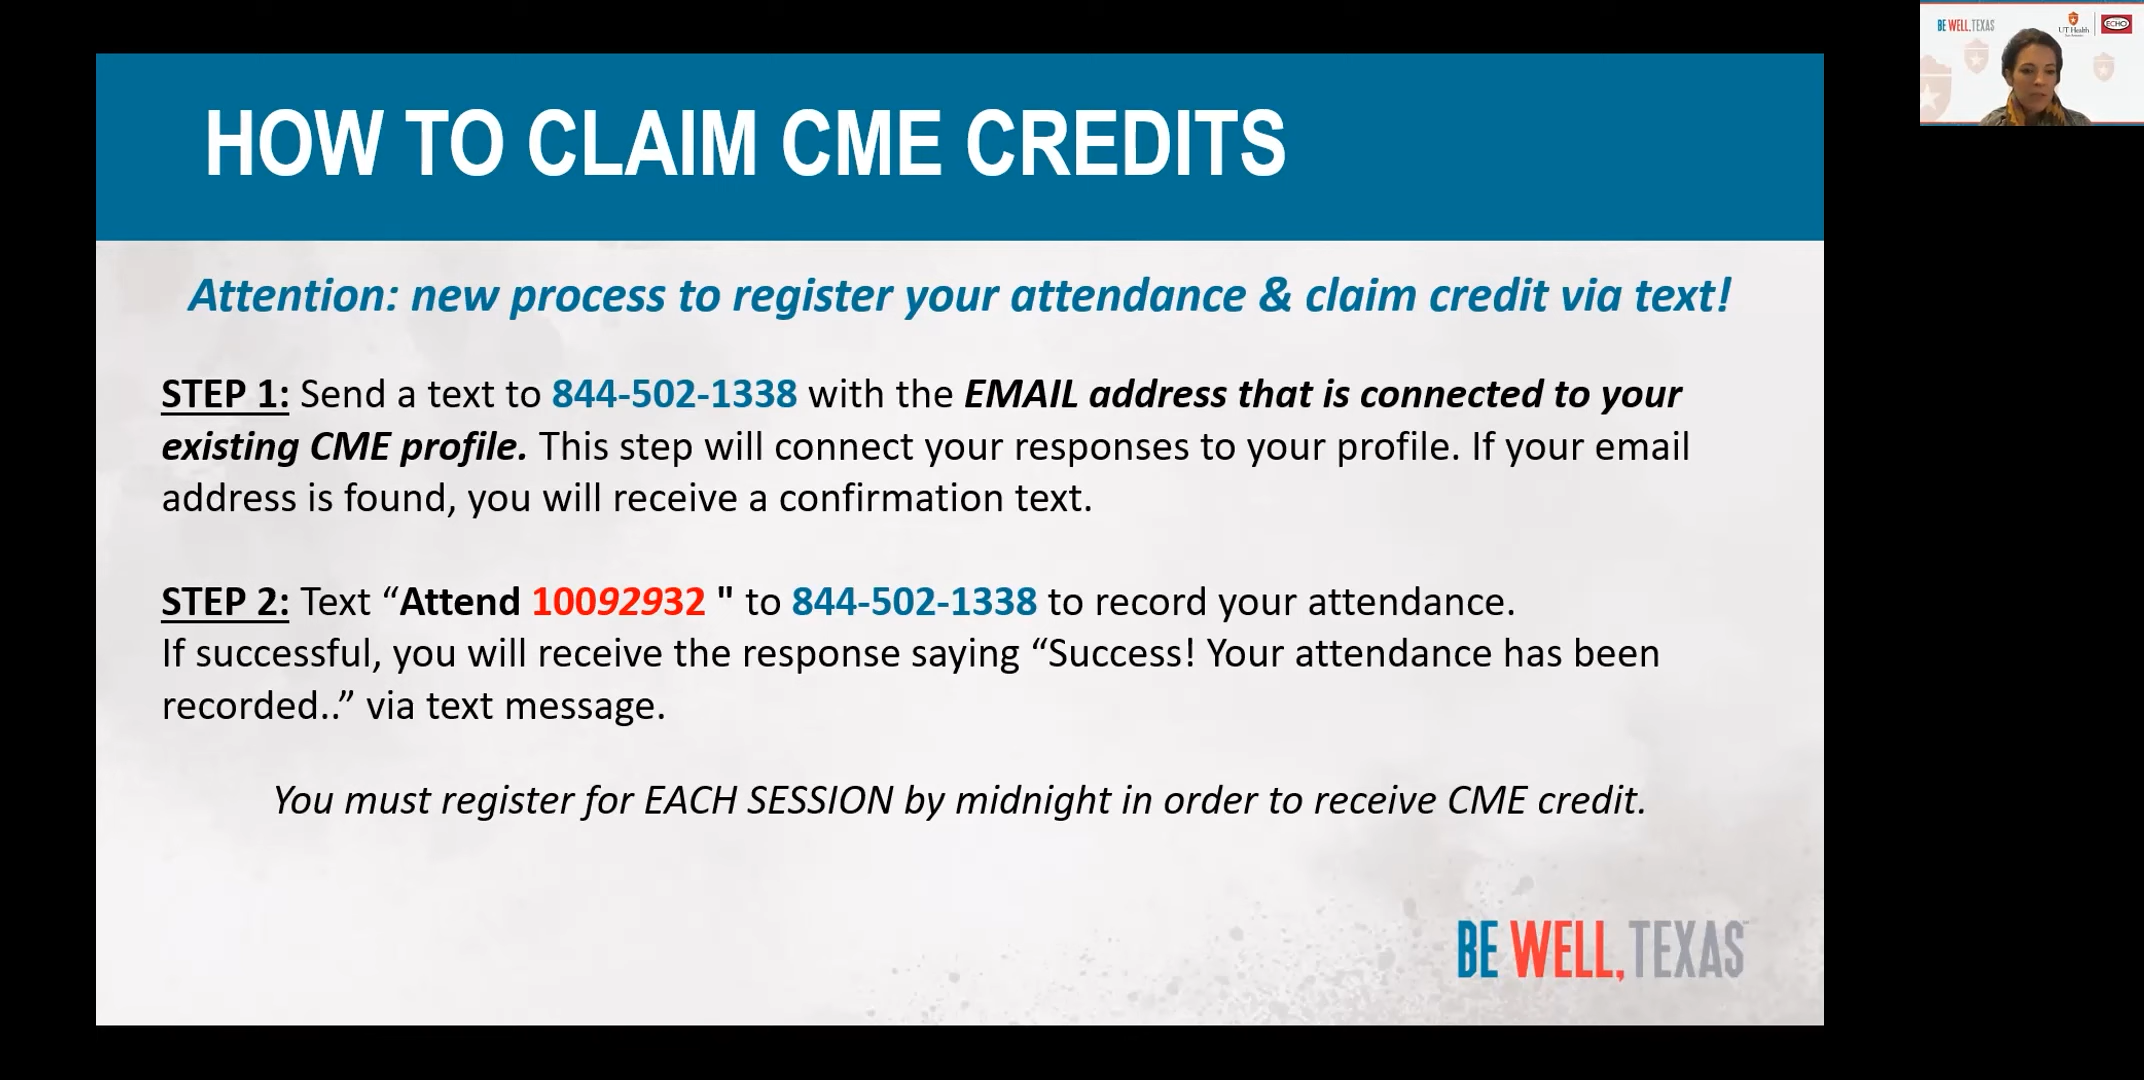 HOW TO CLAIM CME CREDITS
Attention: new process to register your attendance & claim credit via text!
STEP 1: Send a text to 844-502-1338 with the EMAIL address that is connected to your
existing CME profile. This step will connect your responses to your profile. If your email
address is found, you will receive a confirmation text.
STEP 2: Text “Attend 10092932 " to 844-502-1338 to record your attendance.
If successful, you will receive the response saying “Success! Your attendance has been
recorded..” via text message.
You must register for EACH SESSION by midnight in order to receive CME credit.
BE WELL, TEXAS
BE WELL, TEXAS
UT Health
ECHO